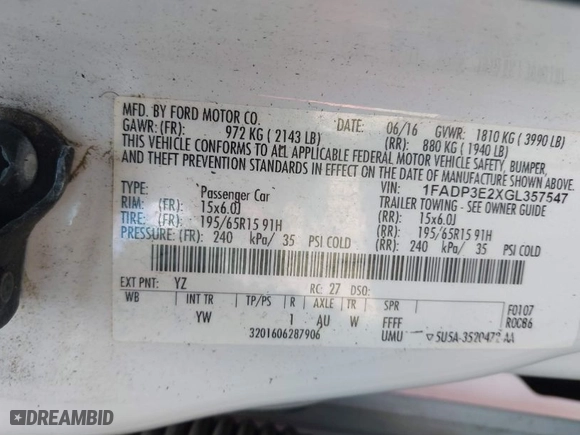 MFD. BY FORD MOTOR CO.
DATE: 06/16 GVWR: 1810 KG ( 3990 LB)
GAWR: (FR): 972 KG ( 2143 LB) (RR): 880 KG ( 1940 LB)
THIS VEHICLE CONFORMS TO ALL APPLICABLE FEDERAL MOTOR VEHICLE SAFETY, BUMPER,
AND THEFT PREVENTION STANDARDS IN EFFECT ON THE DATE OF MANUFACTURE SHOWN ABOVE.
VIN: 1FADP3E2XGL357547
TYPE: Passenger Car TRAILER TOWING - SEE OWNER GUIDE
RIM: (FR): 15x6.0J (RR): 15x6.0J
TIRE: (FR): 195/65R15 91H (RR): 195/65R15 91H
PRESSURE: (FR): 240 kPa/ 35 PSI COLD (RR): 240 kPa/ 35 PSI COLD
EXT PNT: YZ RC: 27 DSO:
WB INT TR TP/PS R AXLE TR SPR F0107
YW 1 AU W FFFF R0C86
3201606287906 UMU ▽5U5A-3520472 AA
DREAMBID